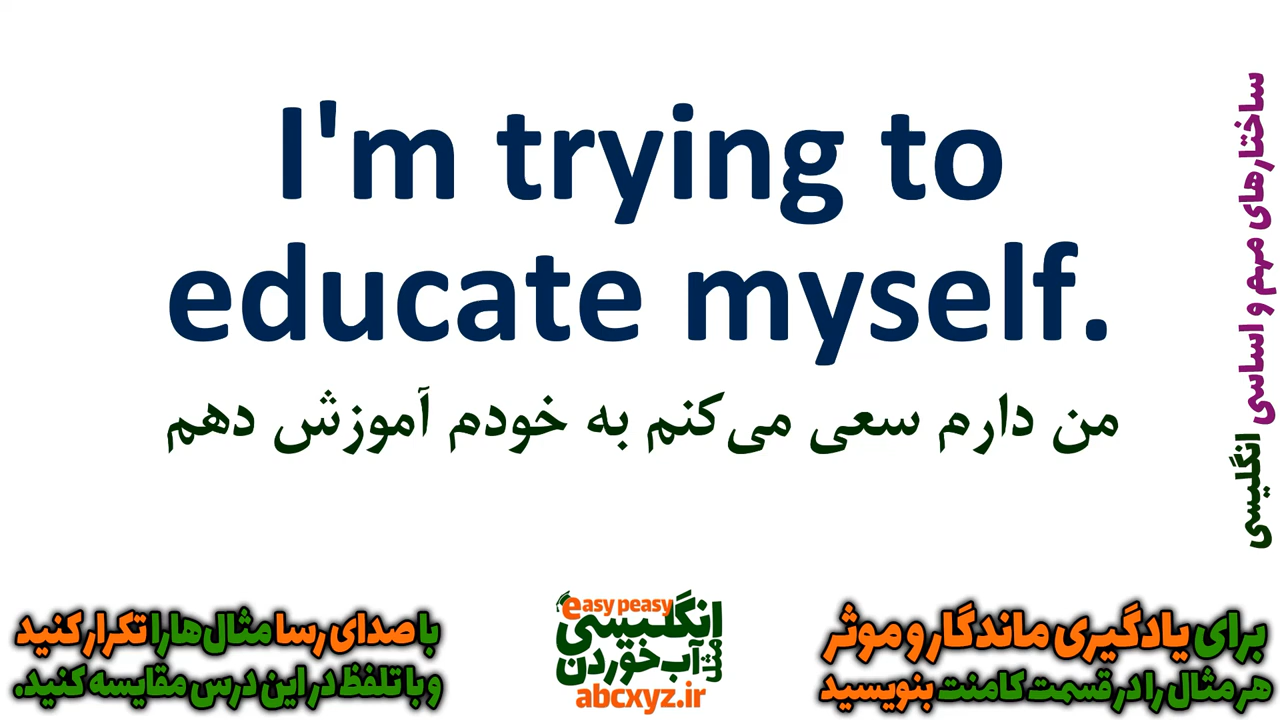 I'm trying to
educate myself.
من دارم سعی می‌کنم به خودم آموزش دهم
ساختارهای مهم و اساسی انگلیسی
برای یادگیری ماندگار و موثر
هر مثال را در قسمت کامنت بنویسید
easy peasy
انگلیسی
مثل آب خوردن
abcxyz.ir
با صدای رسا مثال‌ها را تکرار کنید
و با تلفظ در این درس مقایسه کنید.